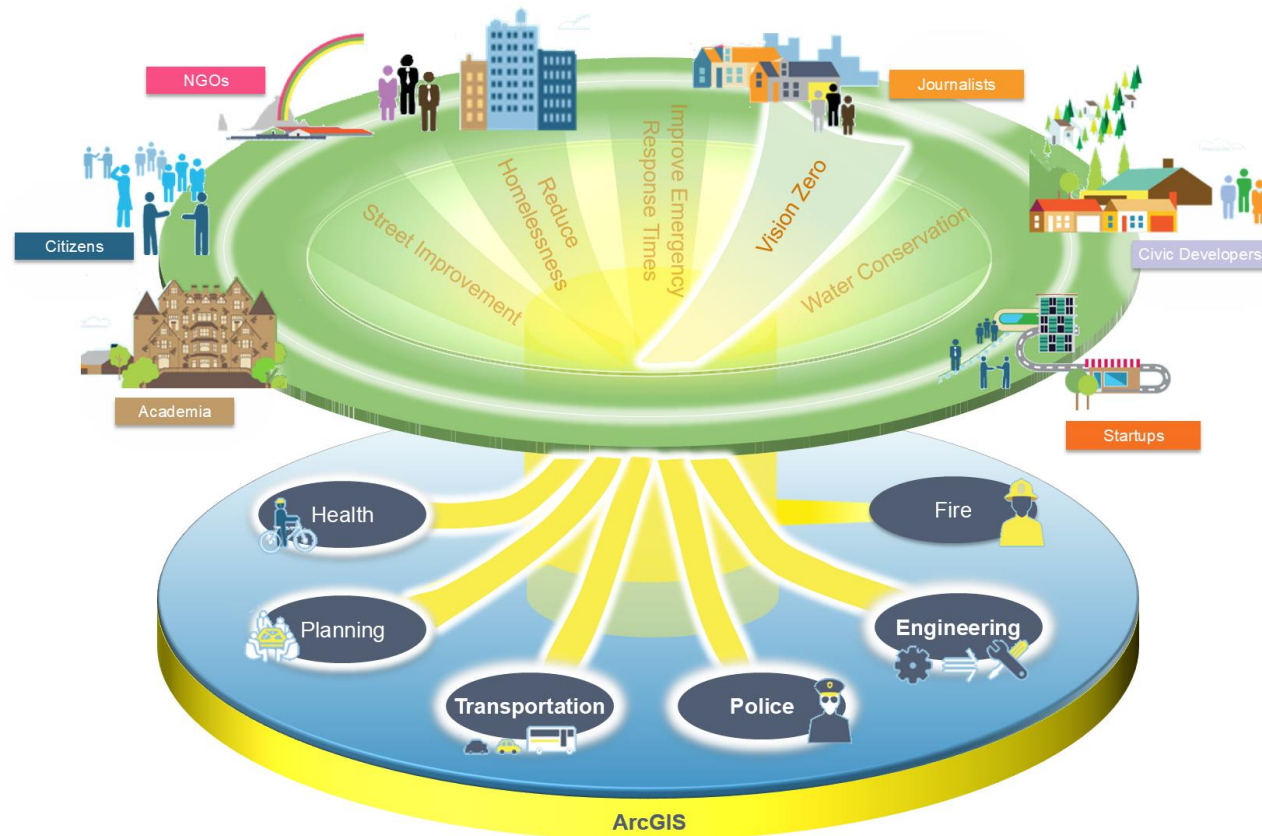 NGOs
Journalists
Citizens
Civic Developers
Academia
Startups
Street Improvement
Reduce
Homelessness
Improve Emergency
Response Times
Vision Zero
Water Conservation
Health
Fire
Planning
Engineering
Transportation
Police
ArcGIS